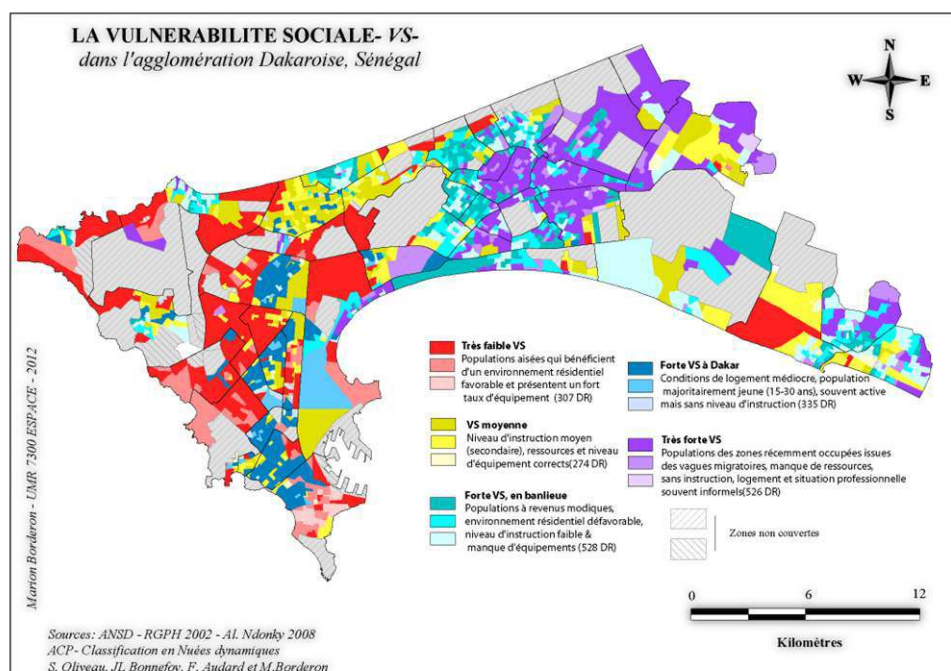 LA VULNERABILITE SOCIALE- VS-
dans l'agglomération Dakaroise, Sénégal
N
W E
S
Très faible VS
Populations aisées qui bénéficient
d'un environnement résidentiel
favorable et présentent un fort
taux d'équipement (307 DR)
VS moyenne
Niveau d'instruction moyen
(secondaire), ressources et niveau
d'équipement corrects(274 DR)
Forte VS, en banlieue
Populations à revenus modiques,
environnement résidentiel défavorable,
niveau d'instruction faible &
manque d'équipements (528 DR)
Forte VS à Dakar
Conditions de logement médiocre, population
majoritairement jeune (15-30 ans), souvent active
mais sans niveau d'instruction (335 DR)
Très forte VS
Populations des zones récemment occupées issues
des vagues migratoires, manque de ressources,
sans instruction, logement et situation professionnelle
souvent informels(526 DR)
Zones non couvertes
0 6 12
Kilomètres
Marion Borderon - UMR 7300 ESPACE - 2012
Sources: ANSD - RGPH 2002 - Al. Ndonky 2008
ACP- Classification en Nuées dynamiques
S. Oliveau, JL Bonnefoy, F. Audard et M.Borderon